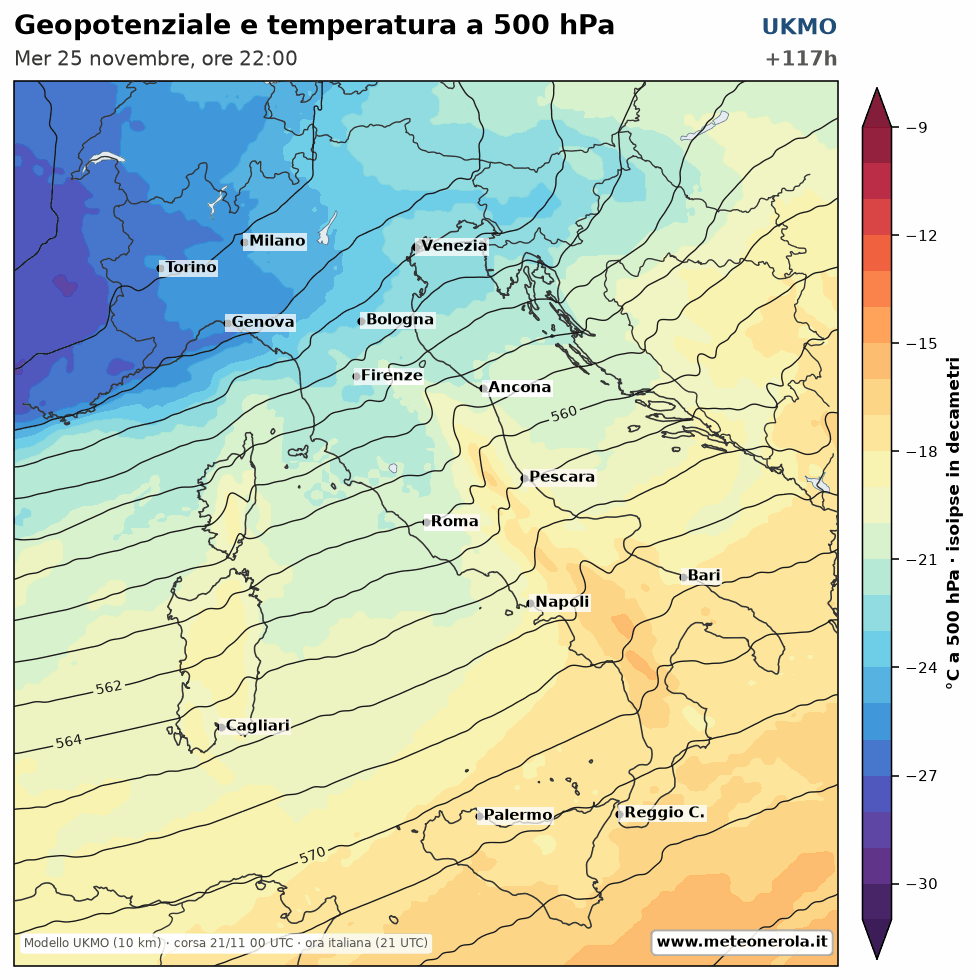 Geopotenziale e temperatura a 500 hPa
UKMO
Mer 25 novembre, ore 22:00
+117h
−9
−12
−15
−18
−21
−24
−27
−30
°C a 500 hPa · isoipse in decametri
Milano
Venezia
Torino
Genova
Bologna
Firenze
Ancona
560
Pescara
Roma
Bari
Napoli
562
Cagliari
564
Palermo
Reggio C.
570
Modello UKMO (10 km) · corsa 21/11 00 UTC · ora italiana (21 UTC)
www.meteonerola.it